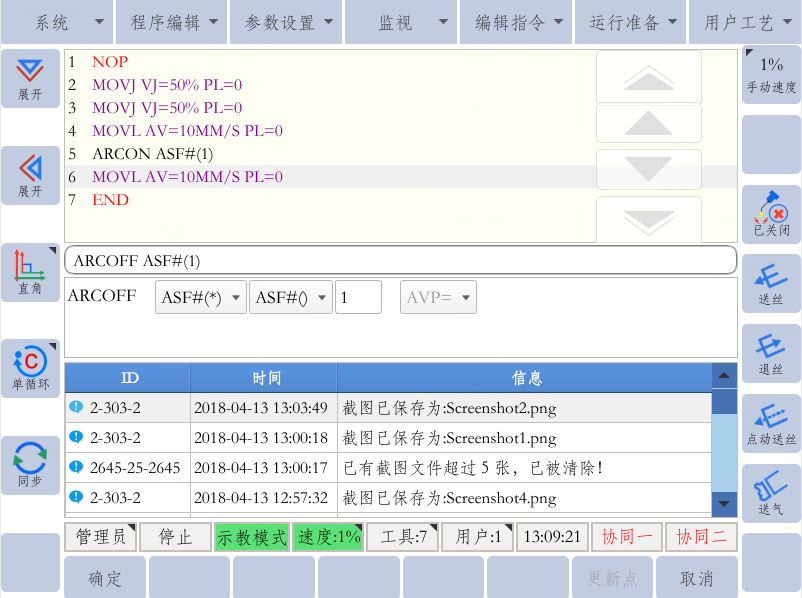 系统 程序编辑 参数设置 监视 编辑指令 运行准备 用户工艺
展开
展开
直角
单循环
同步
1 NOP
2 MOVJ VJ=50% PL=0
3 MOVJ VJ=50% PL=0
4 MOVL AV=10MM/S PL=0
5 ARCON ASF#(1)
6 MOVL AV=10MM/S PL=0
7 END
ARCOFF ASF#(1)
ARCOFF ASF#(*) ASF#() 1 AVP=
ID 时间 信息
2-303-2 2018-04-13 13:03:49 截图已保存为:Screenshot2.png
2-303-2 2018-04-13 13:00:18 截图已保存为:Screenshot1.png
2645-25-2645 2018-04-13 13:00:17 已有截图文件超过 5 张，已被清除！
2-303-2 2018-04-13 12:57:32 截图已保存为:Screenshot4.png
管理员 停止 示教模式 速度:1% 工具:7 用户:1 13:09:21 协同一 协同二
确定 更新点 取消
1%
手动速度
已关闭
送丝
退丝
点动送丝
送气